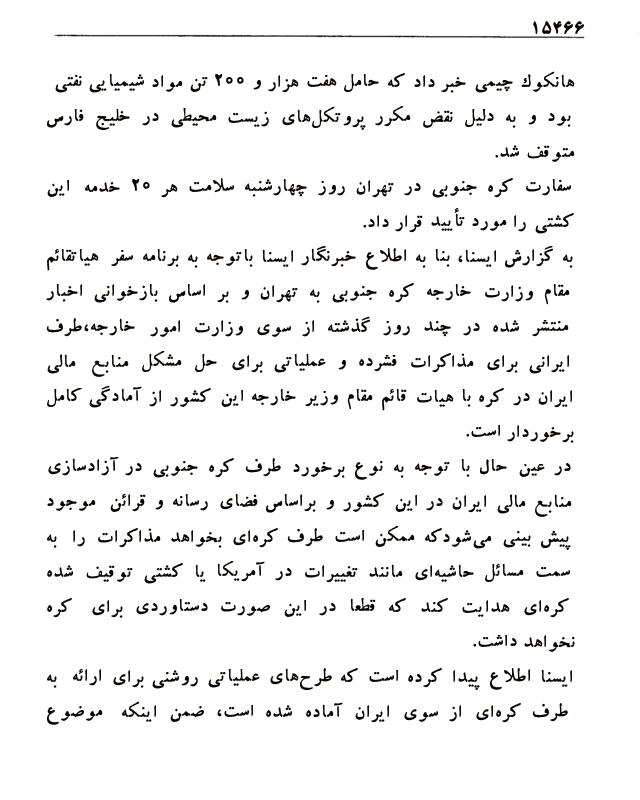 ۱۵۴۶۶
هانکوك چیمی خبر داد که حامل هفت هزار و ۲۰۰ تن مواد شیمیایی نفتی
بود و به دلیل نقض مکرر پروتکل‌های زیست محیطی در خلیج فارس
متوقف شد.
سفارت کره جنوبی در تهران روز چهارشنبه سلامت هر ۲۰ خدمه این
کشتی را مورد تأیید قرار داد.
به گزارش ایسنا، بنا به اطلاع خبرنگار ایسنا باتوجه به برنامه سفر هیاتقائم
مقام وزارت خارجه کره جنوبی به تهران و بر اساس بازخوانی اخبار
منتشر شده در چند روز گذشته از سوی وزارت امور خارجه،طرف
ایرانی برای مذاکرات فشرده و عملیاتی برای حل مشکل منابع مالی
ایران در کره با هیات قائم مقام وزیر خارجه این کشور از آمادگی کامل
برخوردار است.
در عین حال با توجه به نوع برخورد طرف کره جنوبی در آزادسازی
منابع مالی ایران در این کشور و براساس فضای رسانه و قرائن موجود
پیش بینی می‌شودکه ممکن است طرف کره‌ای بخواهد مذاکرات را به
سمت مسائل حاشیه‌ای مانند تغییرات در آمریکا یا کشتی توقیف شده
کره‌ای هدایت کند که قطعا در این صورت دستاوردی برای کره
نخواهد داشت.
ایسنا اطلاع پیدا کرده است که طرح‌های عملیاتی روشنی برای ارائه به
طرف کره‌ای از سوی ایران آماده شده است، ضمن اینکه موضوع